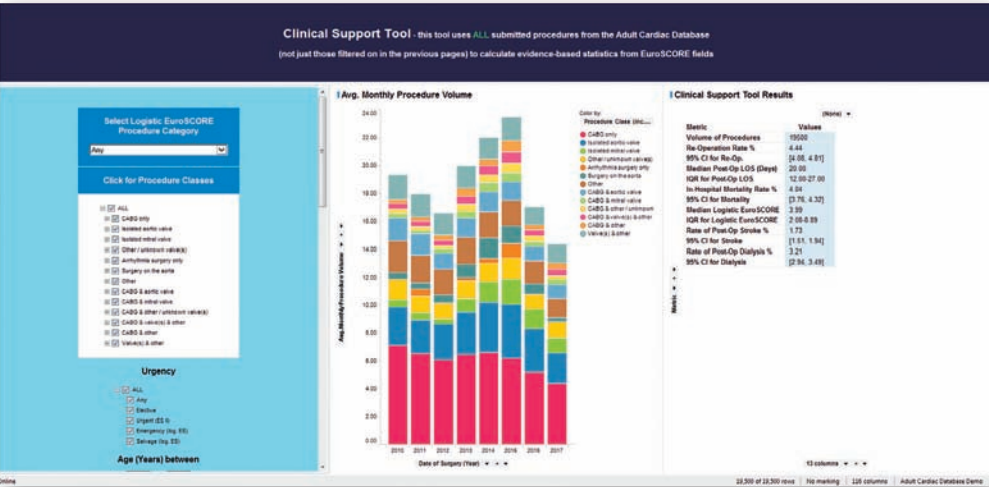 Clinical Support Tool - this tool uses ALL submitted procedures from the Adult Cardiac Database
(not just those filtered on in the previous pages) to calculate evidence-based statistics from EuroSCORE fields
Select Logistic EuroSCORE
Procedure Category
Any
Click for Procedure Classes
ALL
CABG only
Isolated aortic valve
Isolated mitral valve
Other / unknown valve(s)
Arrhythmia surgery only
Surgery on the aorta
Other
CABG & aortic valve
CABG & mitral valve
CABG & other / unknown valve(s)
CABG & valve(s) & other
CABG & other
Valve(s) & other
Urgency
ALL
Any
Elective
Urgent (ES II)
Emergency (log. ES)
Salvage (log. ES)
Age (Years) between
Avg. Monthly Procedure Volume
Avg. Monthly Procedure Volume
24.00
22.00
20.00
18.00
16.00
14.00
12.00
10.00
8.00
6.00
4.00
2.00
0.00
2010
2011
2012
2013
2014
2015
2016
2017
Date of Surgery (Year)
Color by:
Procedure Class (inc....
CABG only
Isolated aortic valve
Isolated mitral valve
Other / unknown valve(s)
Arrhythmia surgery only
Surgery on the aorta
Other
CABG & aortic valve
CABG & mitral valve
CABG & other / unknown
CABG & valve(s) & other
CABG & other
Valve(s) & other
Clinical Support Tool Results
(None)
Metric Values
Volume of Procedures 19500
Re-Operation Rate % 4.44
95% CI for Re-Op. [4.08, 4.81]
Median Post-Op LOS (Days) 20.00
IQR for Post-Op LOS 12.00-27.00
In-Hospital Mortality Rate % 4.04
95% CI for Mortality [3.76, 4.32]
Median Logistic EuroSCORE 3.99
IQR for Logistic EuroSCORE 2.08-8.89
Rate of Post-Op Stroke % 1.73
95% CI for Stroke [1.51, 1.94]
Rate of Post-Op Dialysis % 3.21
95% CI for Dialysis [2.94, 3.49]
Metric
13 columns
Online
19,500 of 19,500 rows
No marking
116 columns
Adult Cardiac Database Demo